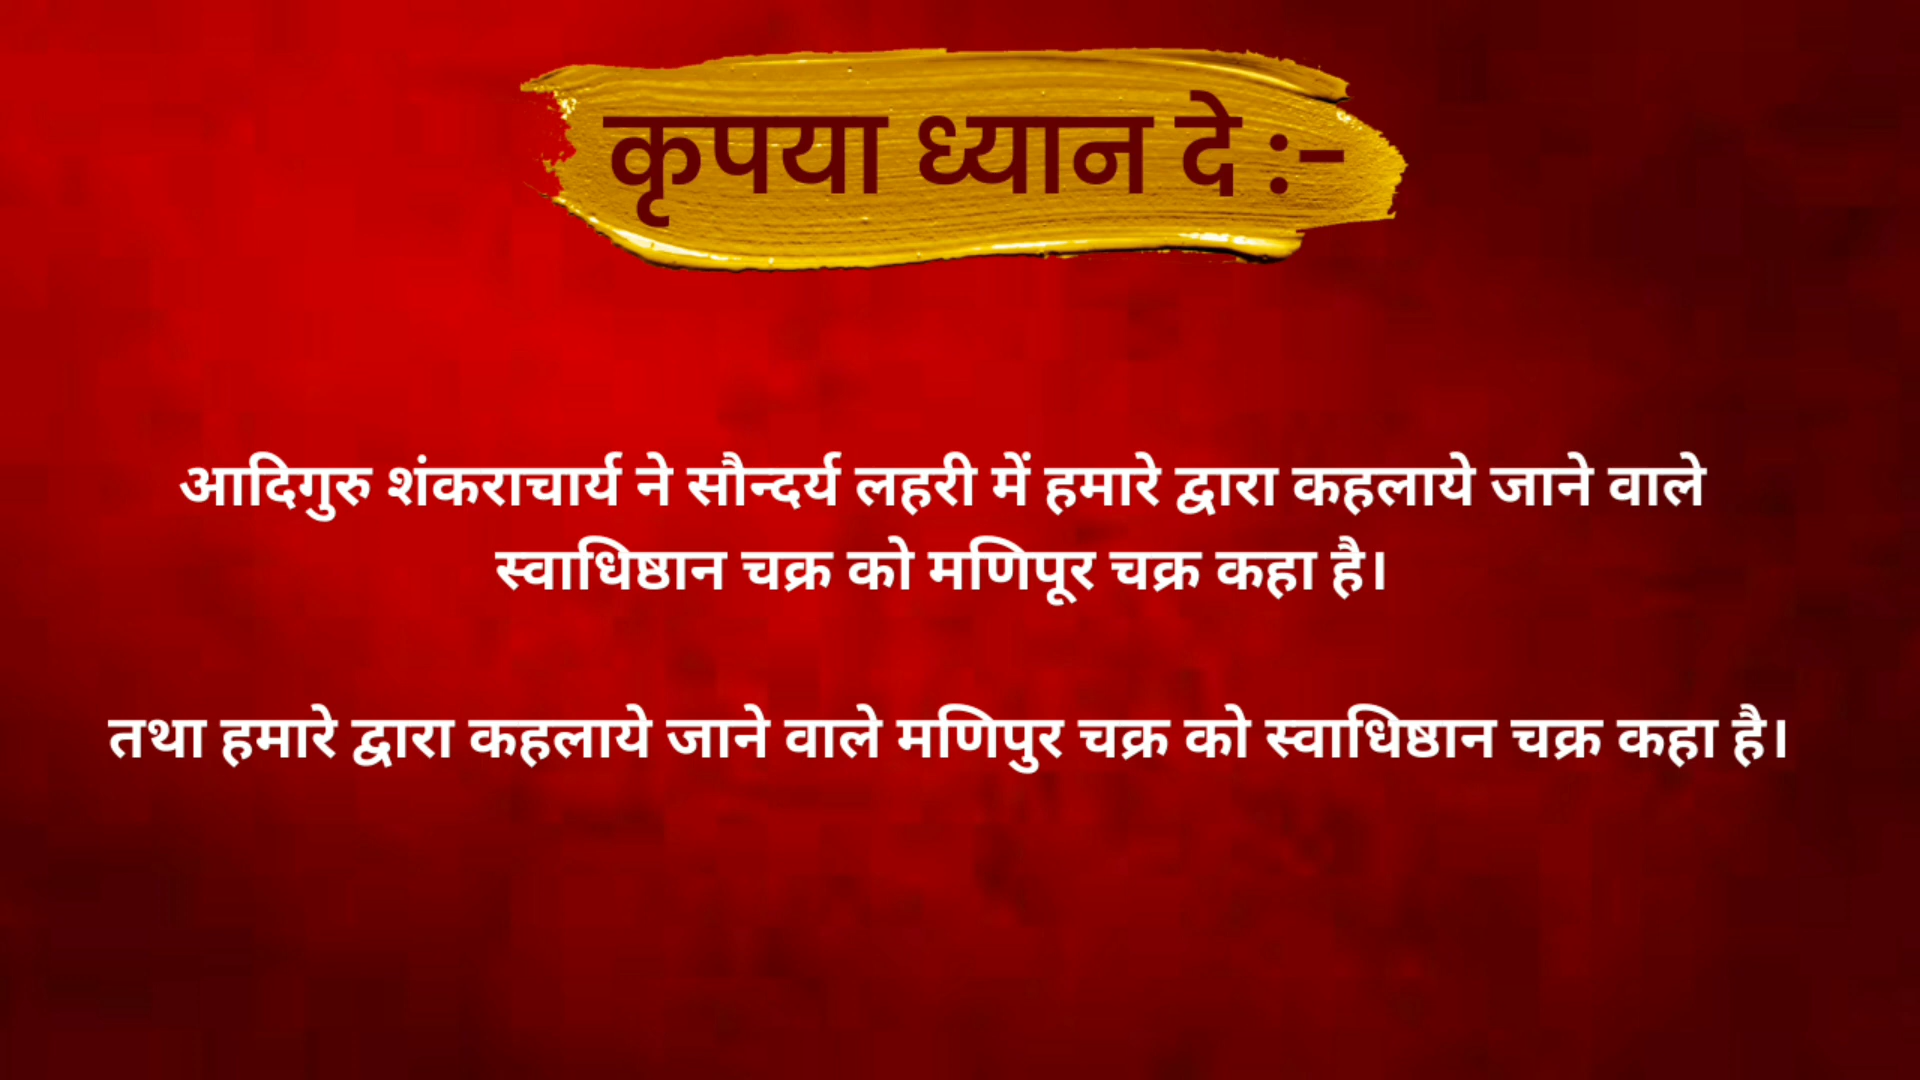 कृपया ध्यान दे :-
आदिगुरु शंकराचार्य ने सौन्दर्य लहरी में हमारे द्वारा कहलाये जाने वाले
स्वाधिष्ठान चक्र को मणिपूर चक्र कहा है।
तथा हमारे द्वारा कहलाये जाने वाले मणिपुर चक्र को स्वाधिष्ठान चक्र कहा है।